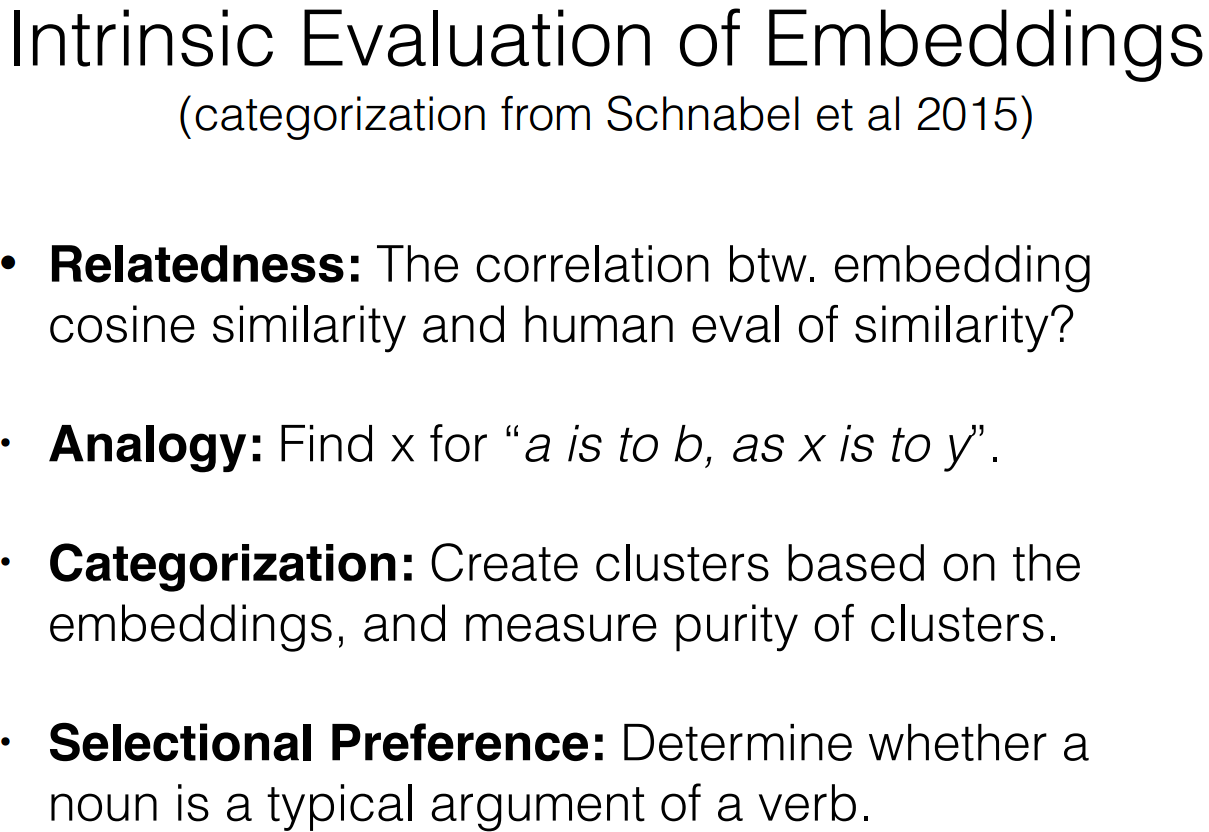 Intrinsic Evaluation of Embeddings
(categorization from Schnabel et al 2015)
• Relatedness: The correlation btw. embedding
cosine similarity and human eval of similarity?
• Analogy: Find x for “a is to b, as x is to y”.
• Categorization: Create clusters based on the
embeddings, and measure purity of clusters.
• Selectional Preference: Determine whether a
noun is a typical argument of a verb.